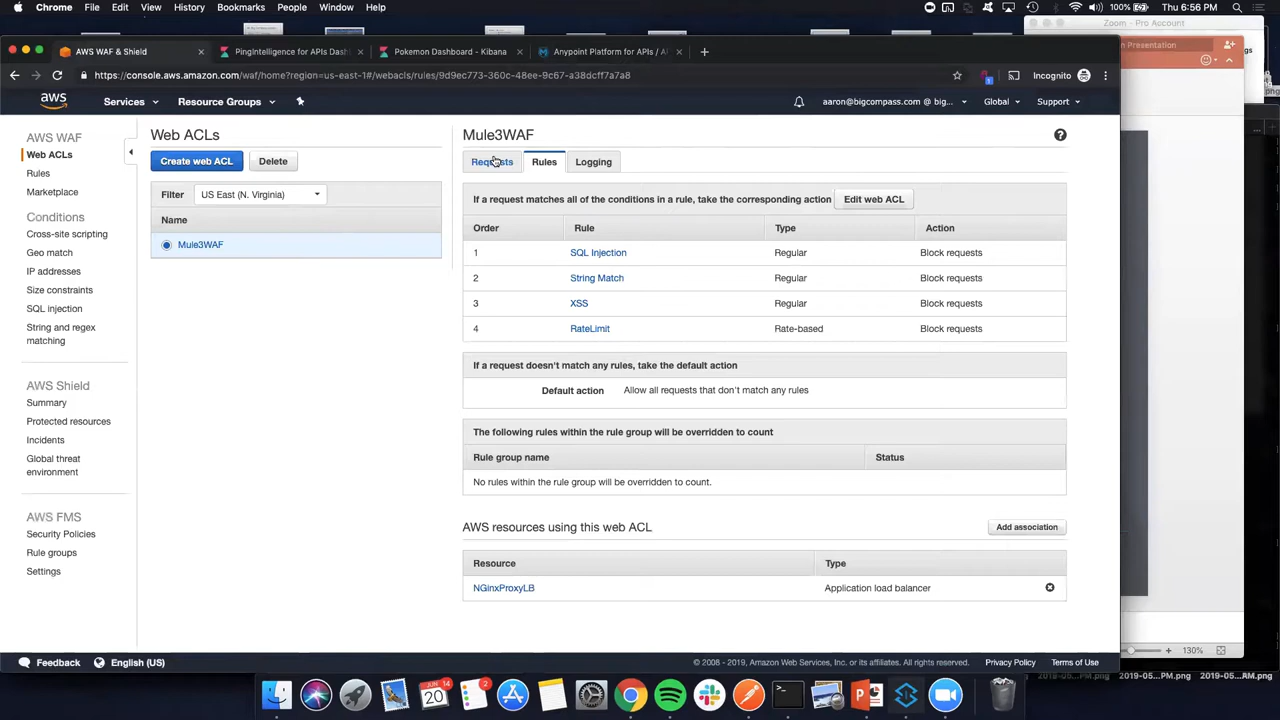 Chrome File Edit View History Bookmarks People Window Help
100% Thu 6:56 PM
Zoom - Pro Account
AWS WAF & Shield
PingIntelligence for APIs Dash
Pokemon Dashboard - Kibana
Anypoint Platform for APIs / Al
https://console.aws.amazon.com/waf/home?region=us-east-1#/webacls/rules/9d9ec773-360c-48ee-9c67-a38dcff7a7a8
Incognito
Presentation
aws Services Resource Groups
aaron@bigcompass.com @ big...
Global Support
AWS WAF
Web ACLs
Rules
Marketplace
Conditions
Cross-site scripting
Geo match
IP addresses
Size constraints
SQL injection
String and regex
matching
AWS Shield
Summary
Protected resources
Incidents
Global threat
environment
AWS FMS
Security Policies
Rule groups
Settings
Web ACLs
Create web ACL Delete
Filter US East (N. Virginia)
Name
Mule3WAF
Mule3WAF
Requests Rules Logging
If a request matches all of the conditions in a rule, take the corresponding action Edit web ACL
Order Rule Type Action
1 SQL Injection Regular Block requests
2 String Match Regular Block requests
3 XSS Regular Block requests
4 RateLimit Rate-based Block requests
If a request doesn't match any rules, take the default action
Default action Allow all requests that don't match any rules
The following rules within the rule group will be overridden to count
Rule group name Status
No rules within the rule group will be overridden to count.
AWS resources using this web ACL Add association
Resource Type
NGinxProxyLB Application load balancer
Feedback English (US)
© 2008 - 2019, Amazon Web Services, Inc. or its affiliates. All rights reserved. Privacy Policy Terms of Use
130%
JUN 20
14
2